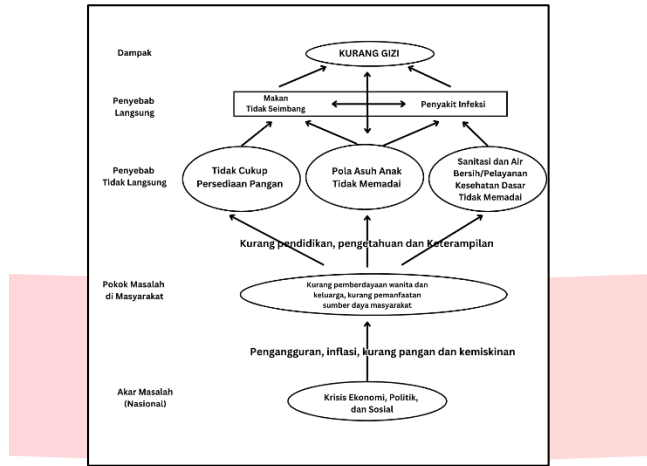 Dampak
KURANG GIZI
Penyebab
Langsung
Makan
Tidak Seimbang
Penyakit Infeksi
Penyebab
Tidak Langsung
Tidak Cukup
Persediaan Pangan
Pola Asuh Anak
Tidak Memadai
Sanitasi dan Air
Bersih/Pelayanan
Kesehatan Dasar
Tidak Memadai
Kurang pendidikan, pengetahuan dan Keterampilan
Pokok Masalah
di Masyarakat
Kurang pemberdayaan wanita dan
keluarga, kurang pemanfaatan
sumber daya masyarakat
Pengangguran, inflasi, kurang pangan dan kemiskinan
Akar Masalah
(Nasional)
Krisis Ekonomi, Politik,
dan Sosial